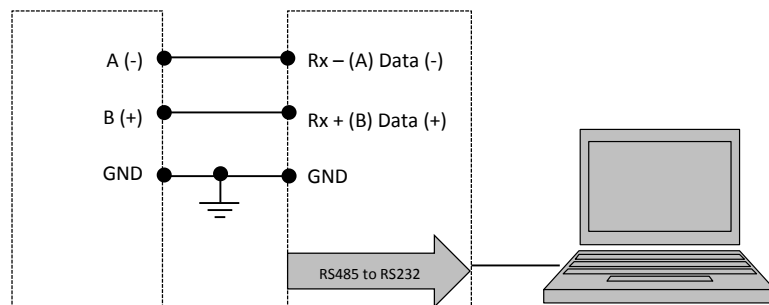 A (-)
Rx – (A) Data (-)
B (+)
Rx + (B) Data (+)
GND
GND
RS485 to RS232